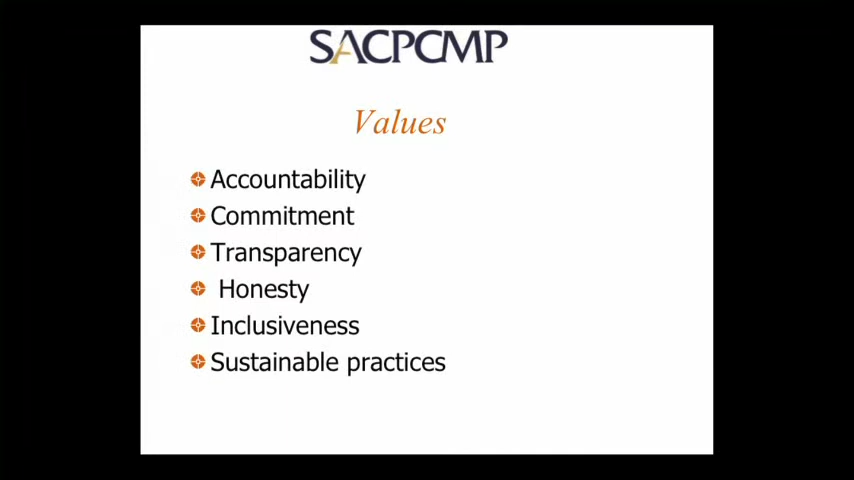 SACPCMP
Values
Accountability
Commitment
Transparency
Honesty
Inclusiveness
Sustainable practices